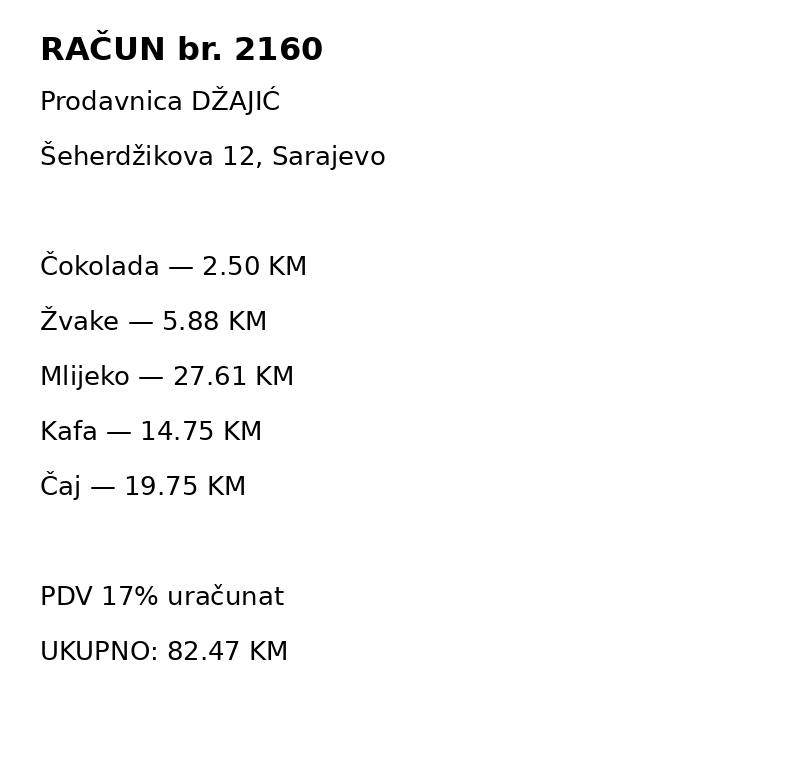 RAČUN br. 2160
Prodavnica DŽAJIĆ
Šeherdžikova 12, Sarajevo
Čokolada — 2.50 KM
Žvake — 5.88 KM
Mlijeko — 27.61 KM
Kafa — 14.75 KM
Čaj — 19.75 KM
PDV 17% uračunat
UKUPNO: 82.47 KM